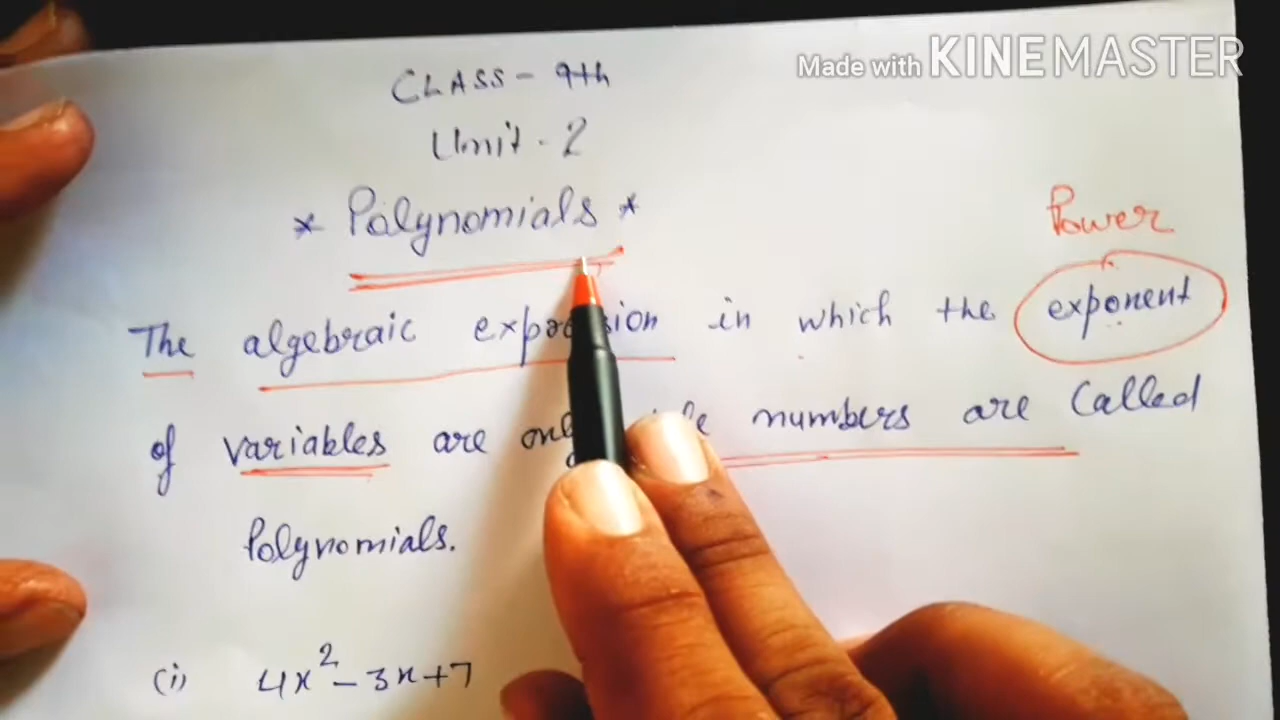 Made with KINEMASTER
CLASS - 9th
Unit - 2
* Polynomials *
Power
The algebraic expression in which the exponent
of variables are numbers are Called
Polynomials.
(i) 4x² - 3x + 7